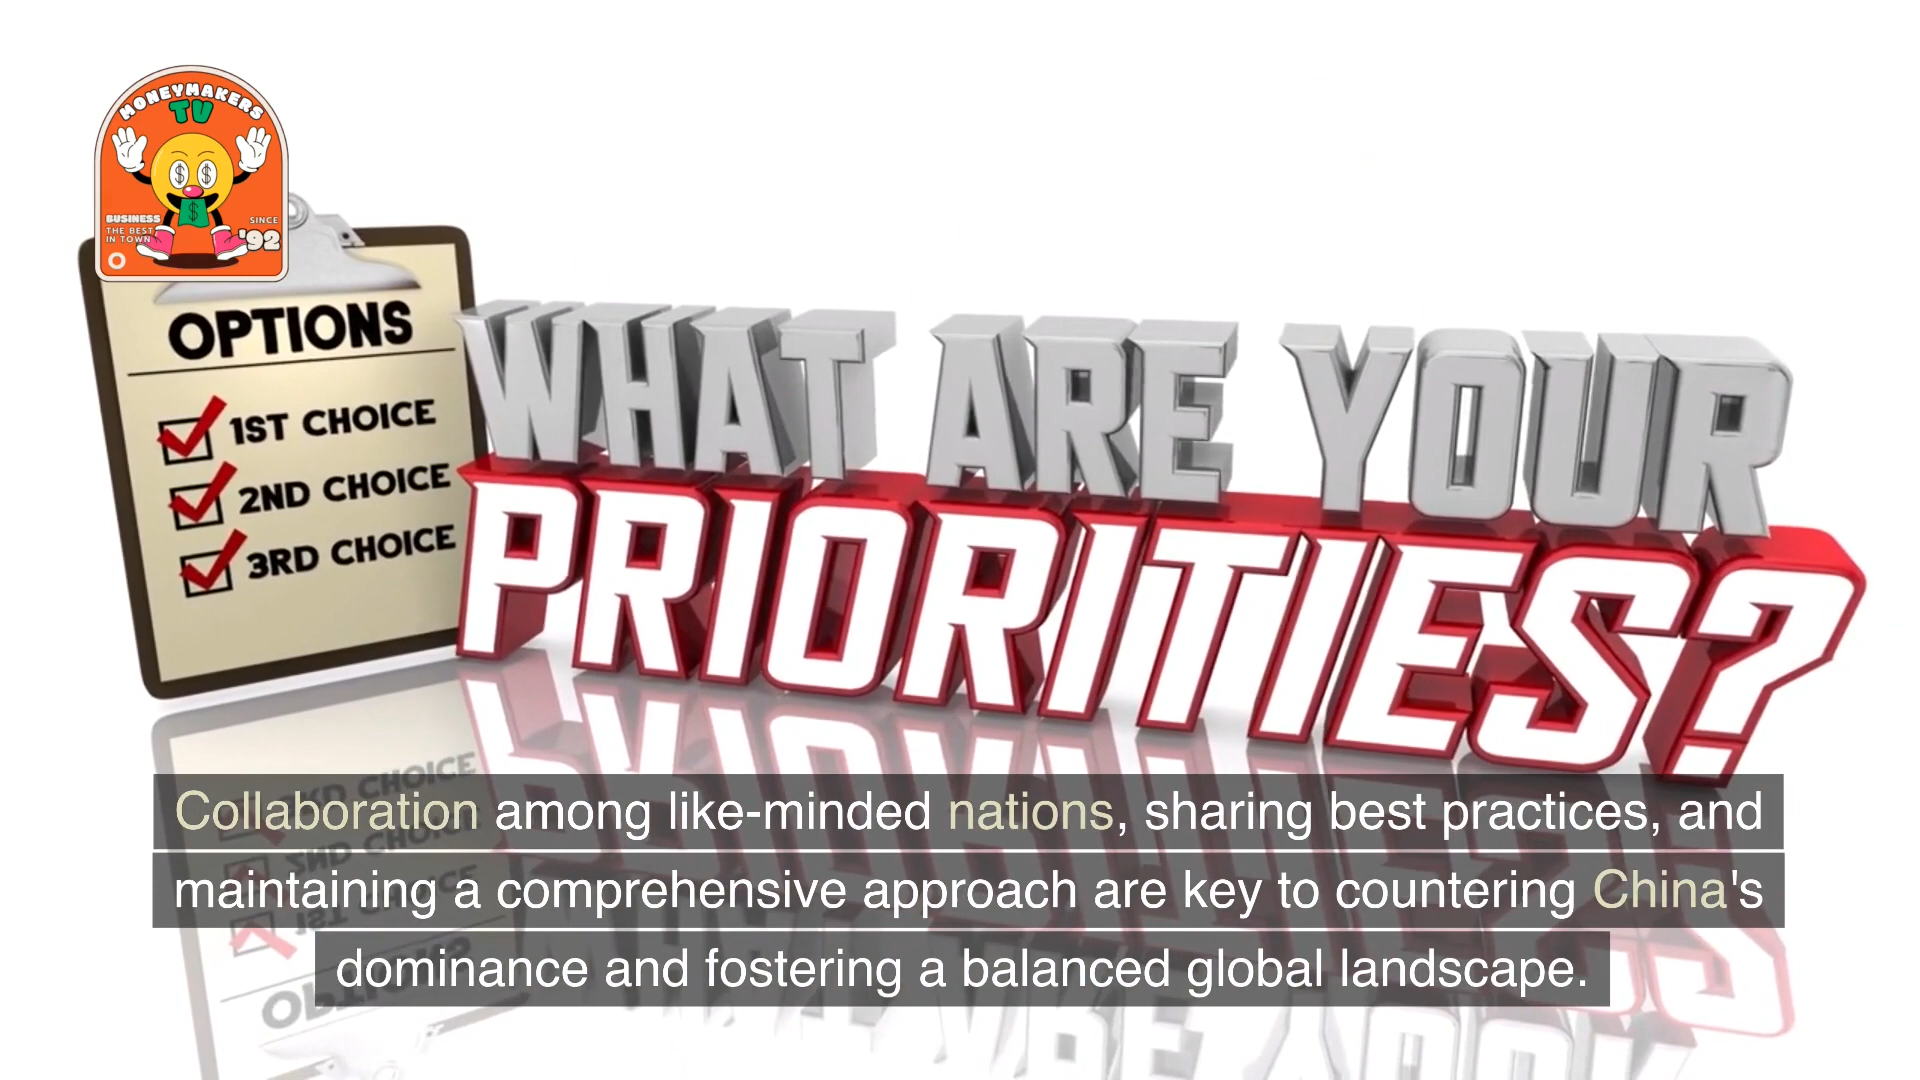 MONEYMAKERS
TV
BUSINESS
THE BEST
IN TOWN
SINCE
'92
OPTIONS
1ST CHOICE
2ND CHOICE
3RD CHOICE
WHAT ARE YOUR
PRIORITIES?
Collaboration among like-minded nations, sharing best practices, and
maintaining a comprehensive approach are key to countering China's
dominance and fostering a balanced global landscape.